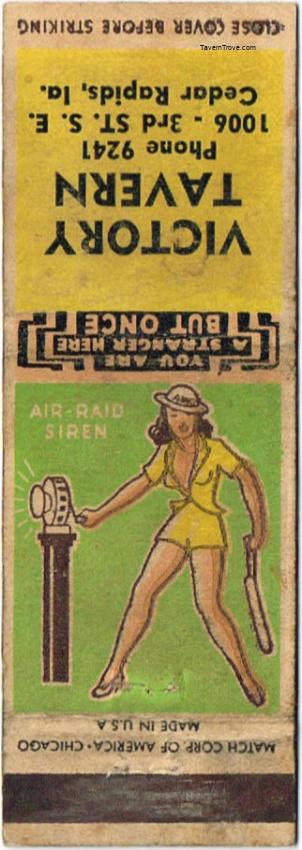 TavernTrove.com
CLOSE COVER BEFORE STRIKING
VICTORY
TAVERN
Phone 9241
1006 - 3rd ST. S. E.
Cedar Rapids, Ia.
YOU ARE
A STRANGER HERE
BUT ONCE
AIR-RAID
SIREN
AWC
MATCH CORP. OF AMERICA • CHICAGO
MADE IN U.S.A